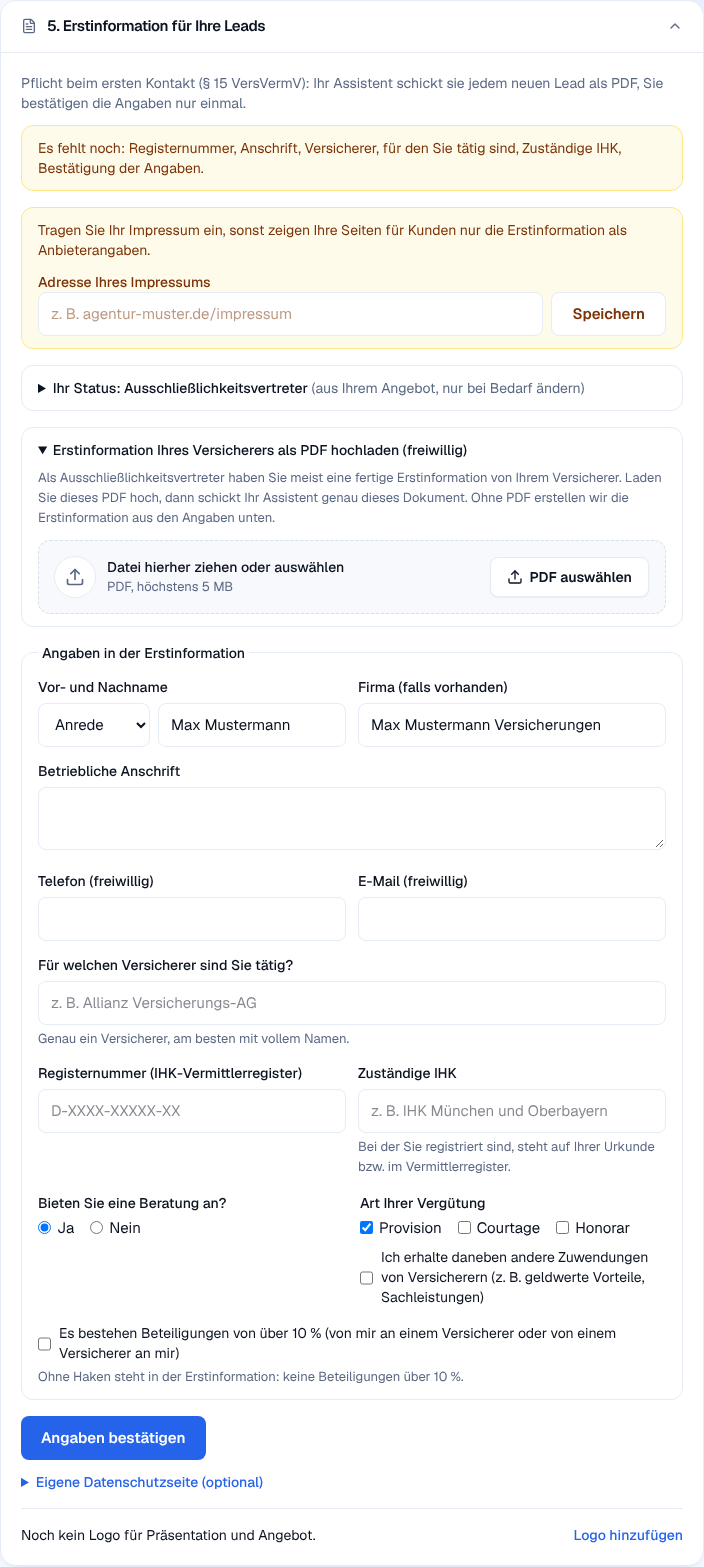 5. Erstinformation für Ihre Leads
Pflicht beim ersten Kontakt (§ 15 VersVermV): Ihr Assistent schickt sie jedem neuen Lead als PDF, Sie
bestätigen die Angaben nur einmal.
Es fehlt noch: Registernummer, Anschrift, Versicherer, für den Sie tätig sind, Zuständige IHK,
Bestätigung der Angaben.
Tragen Sie Ihr Impressum ein, sonst zeigen Ihre Seiten für Kunden nur die Erstinformation als
Anbieterangaben.
Adresse Ihres Impressums
z. B. agentur-muster.de/impressum
Speichern
Ihr Status: Ausschließlichkeitsvertreter (aus Ihrem Angebot, nur bei Bedarf ändern)
Erstinformation Ihres Versicherers als PDF hochladen (freiwillig)
Als Ausschließlichkeitsvertreter haben Sie meist eine fertige Erstinformation von Ihrem Versicherer. Laden
Sie dieses PDF hoch, dann schickt Ihr Assistent genau dieses Dokument. Ohne PDF erstellen wir die
Erstinformation aus den Angaben unten.
Datei hierher ziehen oder auswählen
PDF, höchstens 5 MB
PDF auswählen
Angaben in der Erstinformation
Vor- und Nachname
Firma (falls vorhanden)
Anrede
Max Mustermann
Max Mustermann Versicherungen
Betriebliche Anschrift
Telefon (freiwillig)
E-Mail (freiwillig)
Für welchen Versicherer sind Sie tätig?
z. B. Allianz Versicherungs-AG
Genau ein Versicherer, am besten mit vollem Namen.
Registernummer (IHK-Vermittlerregister)
Zuständige IHK
D-XXXX-XXXXX-XX
z. B. IHK München und Oberbayern
Bei der Sie registriert sind, steht auf Ihrer Urkunde
bzw. im Vermittlerregister.
Bieten Sie eine Beratung an?
Art Ihrer Vergütung
Ja
Nein
Provision
Courtage
Honorar
Ich erhalte daneben andere Zuwendungen
von Versicherern (z. B. geldwerte Vorteile,
Sachleistungen)
Es bestehen Beteiligungen von über 10 % (von mir an einem Versicherer oder von einem
Versicherer an mir)
Ohne Haken steht in der Erstinformation: keine Beteiligungen über 10 %.
Angaben bestätigen
Eigene Datenschutzseite (optional)
Noch kein Logo für Präsentation und Angebot.
Logo hinzufügen